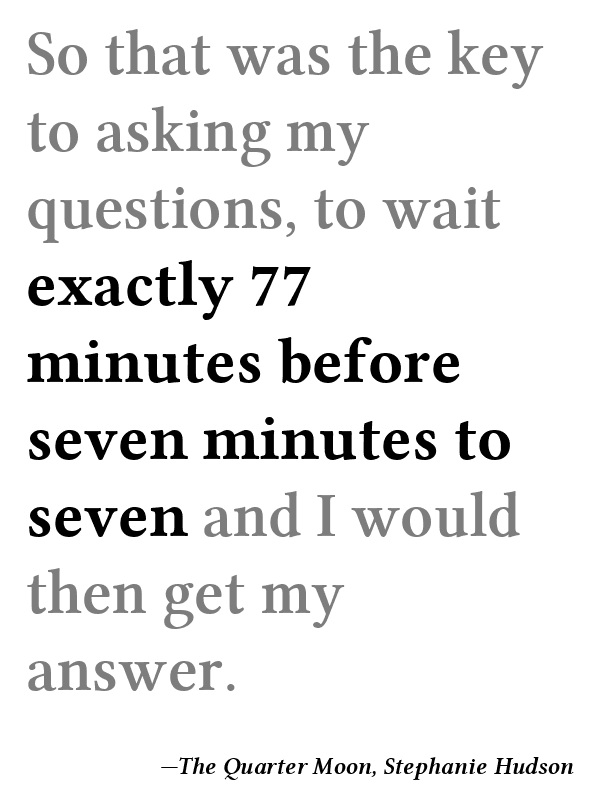 So that was the key
to asking my
questions, to wait
exactly 77
minutes before
seven minutes to
seven and I would
then get my
answer.
—The Quarter Moon, Stephanie Hudson